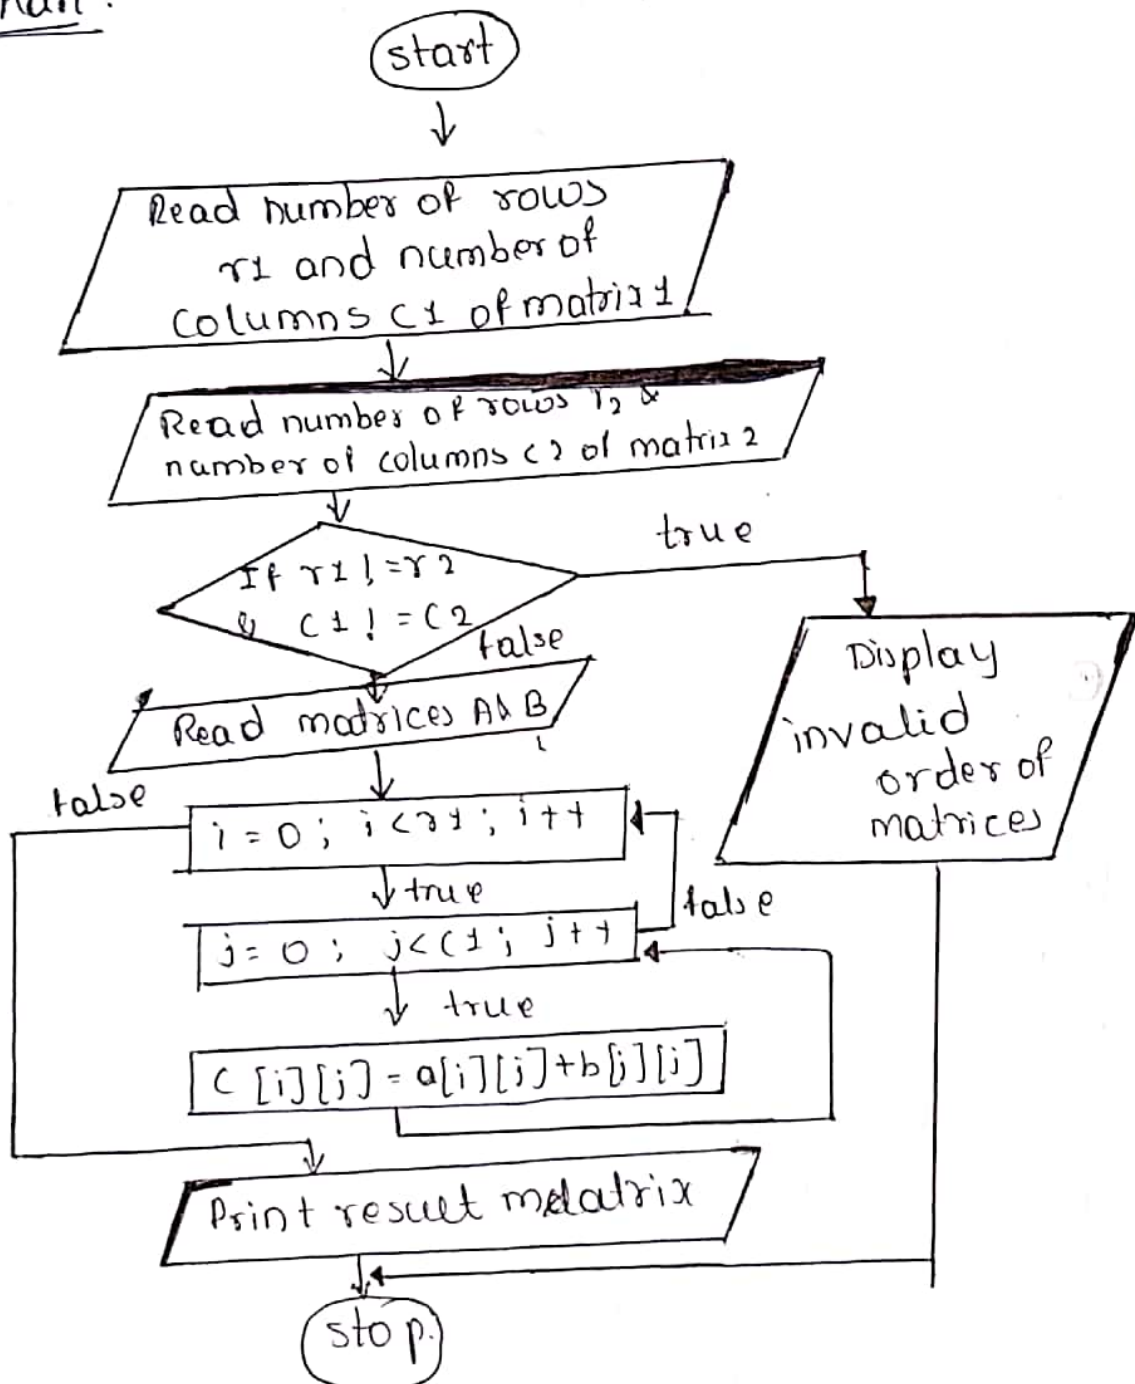 start
Read number of rows
r1 and number of
columns c1 of matrix 1
Read number of rows r2 &
number of columns c2 of matrix 2
true
If r1 != r2
& c1 != c2
false
Read matrices A & B
Display
invalid
order of
matrices
false
i = 0 ; i < r1 ; i++
true
false
j = 0 ; j < c1 ; j++
true
C [i][j] = a[i][j]+b[j][j]
Print result matrix
stop.